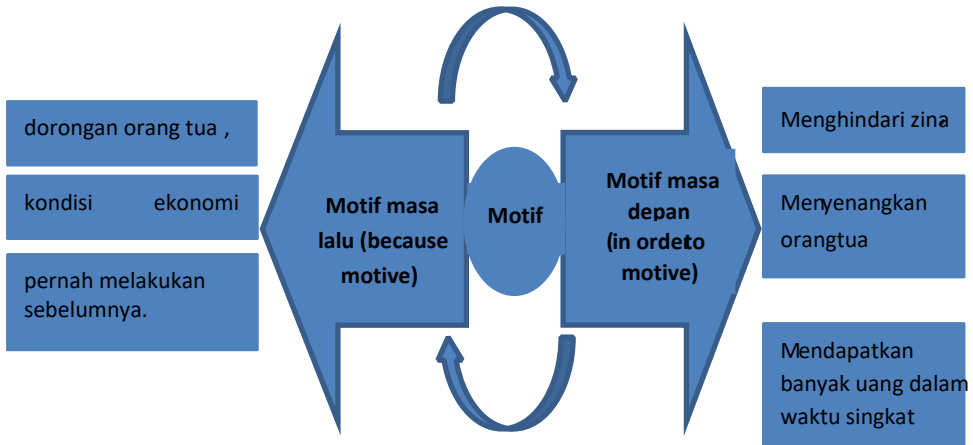 dorongan orang tua ,
kondisi ekonomi
pernah melakukan
sebelumnya.
Motif masa
lalu (because
motive)
Motif
Motif masa
depan
(in ordeto
motive)
Menghindari zina
Menyenangkan
orangtua
Mendapatkan
banyak uang dalam
waktu singkat